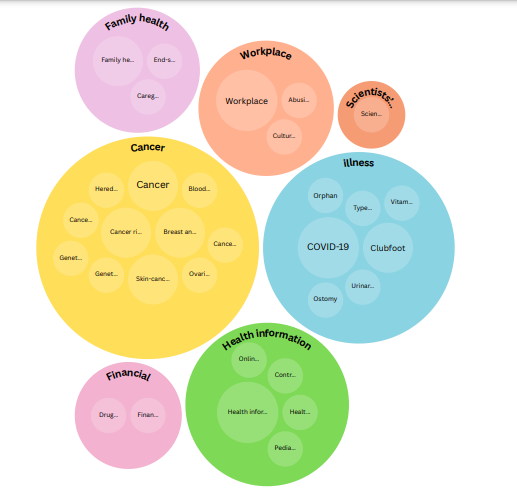 Family health
Family he...
End-s...
Careg...
Workplace
Workplace
Abusi...
Cultur...
Scientists'...
Scien...
Cancer
Cancer
Hered...
Blood...
Cance...
Cancer ri...
Breast an...
Cance...
Genet...
Genet...
Skin-canc...
Ovari...
illness
Orphan
Type...
Vitam...
COVID-19
Clubfoot
Urinar...
Ostomy
Health information
Onlin...
Contr...
Health infor...
Healt...
Pedia...
Financial
Drug...
Finan...